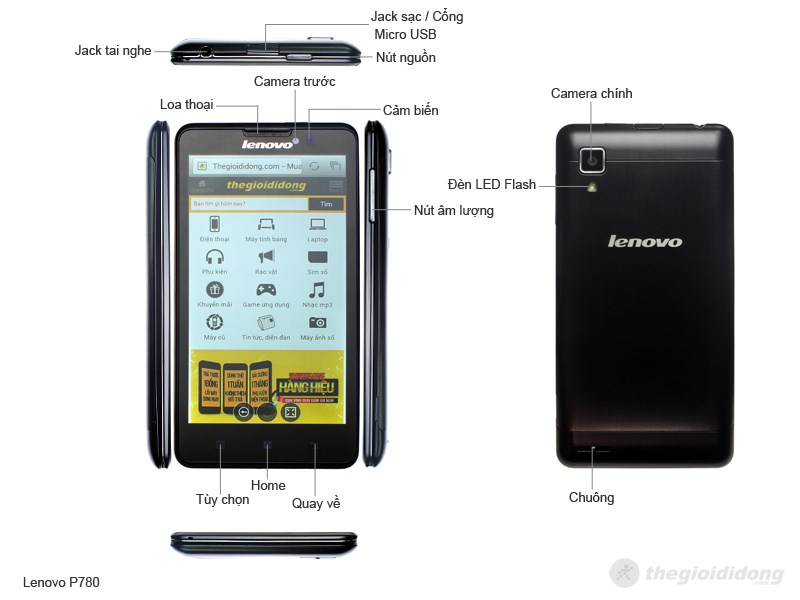 Jack sạc / Cổng
Micro USB
Jack tai nghe
Nút nguồn
Camera trước
Loa thoại
Cảm biến
Camera chính
lenovo
Thegioididong.com - Mua
thegioididong
Bạn tìm gì hôm nay?
Tìm
Đèn LED Flash
Nút âm lượng
lenovo
Điện thoại
Máy tính bảng
Laptop
Phụ kiện
Rao vặt
Sim số
Khuyến mãi
Game ứng dụng
Nhạc mp3
Máy cũ
Tin tức, diễn đàn
Máy ảnh số
HÀNG HIỆU
Tùy chọn
Home
Quay về
Chuông
Lenovo P780
thegioididong
.com